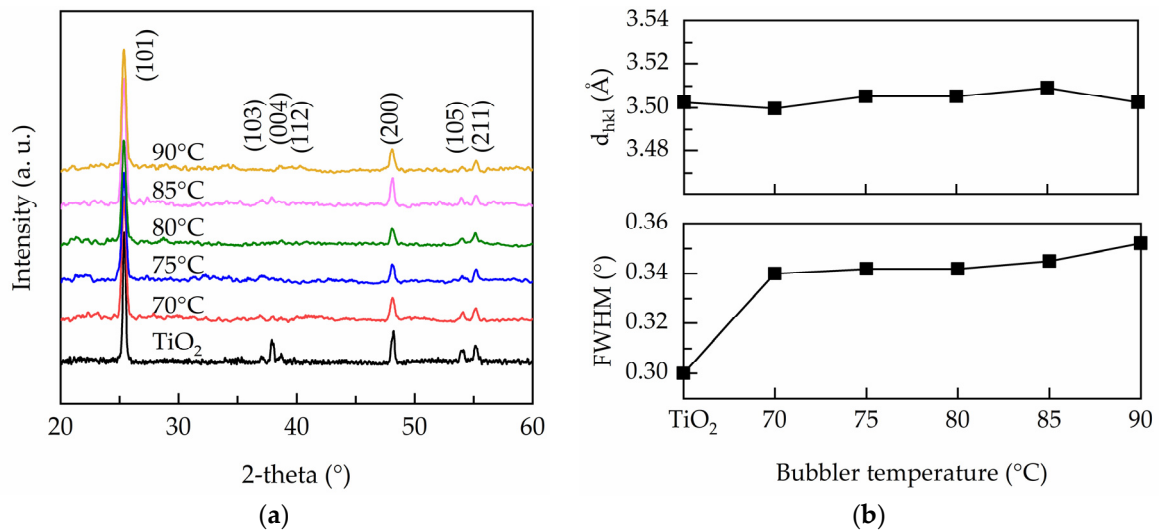 (101)
(103)
(004)
(112)
(200)
(105)
(211)
90°C
85°C
80°C
75°C
70°C
TiO2
Intensity (a. u.)
20 30 40 50 60
2-theta (°)
(a)
3.54
3.52
3.50
3.48
dhkl (Å)
0.36
0.34
0.32
0.30
FWHM (°)
TiO2 70 75 80 85 90
Bubbler temperature (°C)
(b)